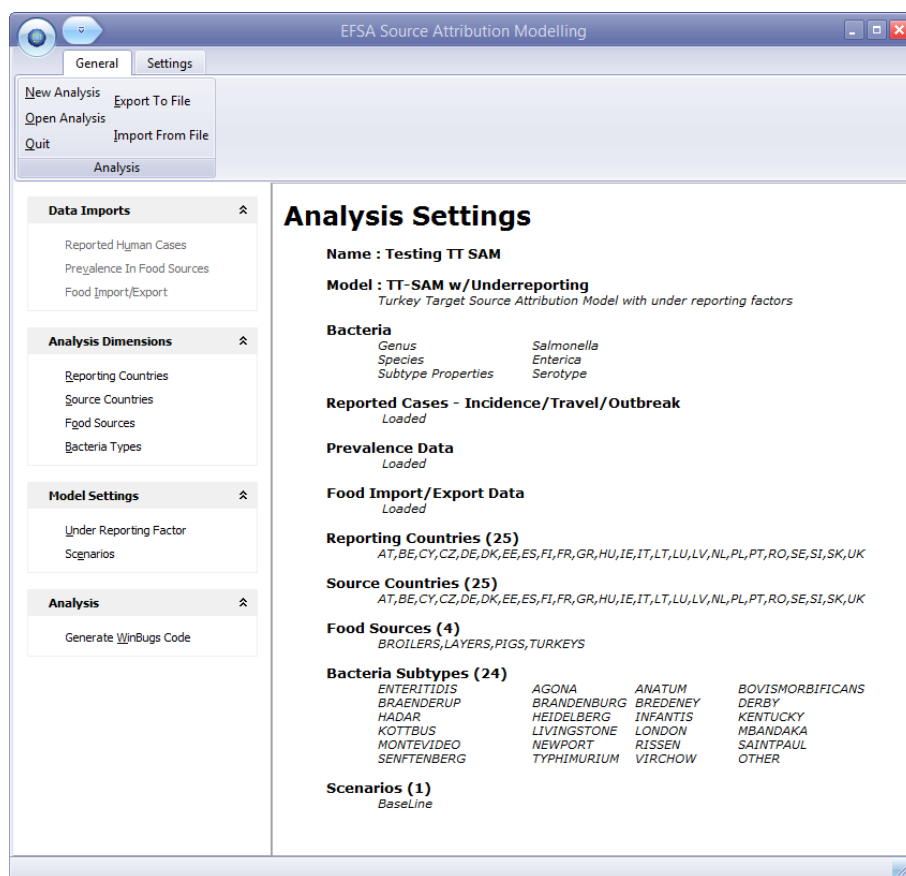 EFSA Source Attribution Modelling
General Settings
New Analysis
Export To File
Open Analysis
Import From File
Quit
Analysis
Data Imports
Reported Human Cases
Prevalence In Food Sources
Food Import/Export
Analysis Dimensions
Reporting Countries
Source Countries
Food Sources
Bacteria Types
Model Settings
Under Reporting Factor
Scenarios
Analysis
Generate WinBugs Code
Analysis Settings
Name : Testing TT SAM
Model : TT-SAM w/Underreporting
Turkey Target Source Attribution Model with under reporting factors
Bacteria
Genus Salmonella
Species Enterica
Subtype Properties Serotype
Reported Cases - Incidence/Travel/Outbreak
Loaded
Prevalence Data
Loaded
Food Import/Export Data
Loaded
Reporting Countries (25)
AT,BE,CY,CZ,DE,DK,EE,ES,FI,FR,GR,HU,IE,IT,LT,LU,LV,NL,PL,PT,RO,SE,SI,SK,UK
Source Countries (25)
AT,BE,CY,CZ,DE,DK,EE,ES,FI,FR,GR,HU,IE,IT,LT,LU,LV,NL,PL,PT,RO,SE,SI,SK,UK
Food Sources (4)
BROILERS,LAYERS,PIGS,TURKEYS
Bacteria Subtypes (24)
ENTERITIDIS AGONA ANATUM BOVISMORBIFICANS
BRAENDERUP BRANDENBURG BREDENEY DERBY
HADAR HEIDELBERG INFANTIS KENTUCKY
KOTTBUS LIVINGSTONE LONDON MBANDAKA
MONTEVIDEO NEWPORT RISSEN SAINTPAUL
SENFTENBERG TYPHIMURIUM VIRCHOW OTHER
Scenarios (1)
BaseLine